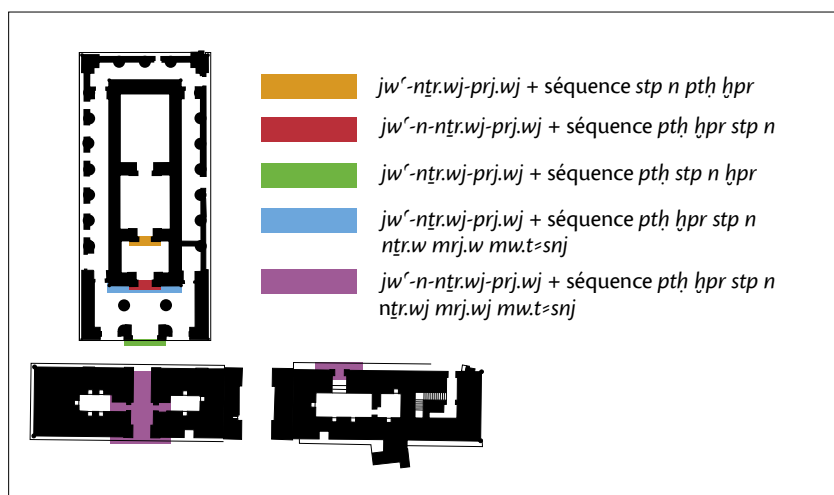 jwʿ-nṯr.wj-prj.wj + séquence stp n ptḥ ḫpr
jwʿ-n-nṯr.wj-prj.wj + séquence ptḥ ḫpr stp n
jwʿ-nṯr.wj-prj.wj + séquence ptḥ stp n ḫpr
jwʿ-nṯr.wj-prj.wj + séquence ptḥ ḫpr stp n
nṯr.w mrj.w mw.t⸗snj
jwʿ-n-nṯr.wj-prj.wj + séquence ptḥ ḫpr stp n
nṯr.wj mrj.wj mw.t⸗snj